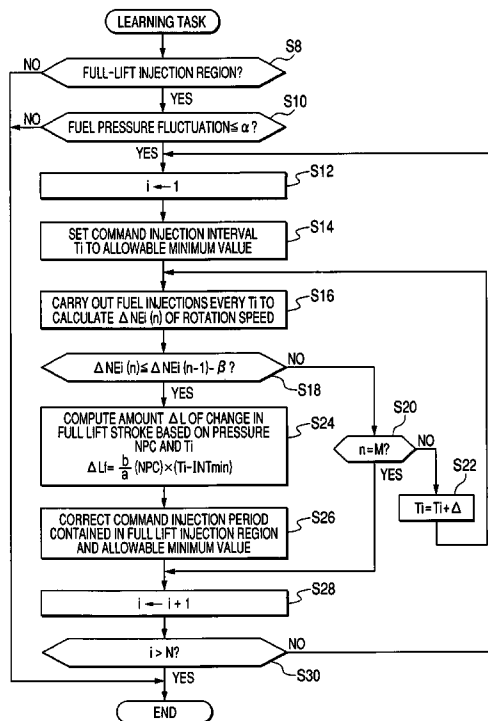 LEARNING TASK
S8
NO
FULL-LIFT INJECTION REGION?
YES
S10
NO
FUEL PRESSURE FLUCTUATION≦α?
YES
S12
i ← 1
S14
SET COMMAND INJECTION INTERVAL
Ti TO ALLOWABLE MINIMUM VALUE
S16
CARRY OUT FUEL INJECTIONS EVERY Ti TO
CALCULATE ΔNEi (n) OF ROTATION SPEED
NO
ΔNEi (n)≦ΔNEi (n-1)-β?
S18
YES
S20
n=M?
NO
YES
S22
Ti=Ti+Δ
S24
COMPUTE AMOUNT ΔL OF CHANGE IN
FULL LIFT STROKE BASED ON PRESSURE
NPC AND Ti
ΔLi= b/a (NPC)×(Ti-INTmin)
S26
CORRECT COMMAND INJECTION PERIOD
CONTAINED IN FULL LIFT INJECTION REGION
AND ALLOWABLE MINIMUM VALUE
S28
i ← i + 1
i > N?
NO
S30
YES
END